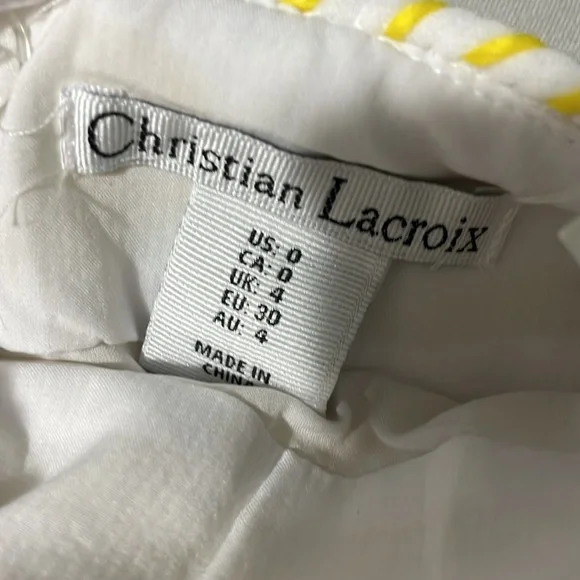 Christian Lacroix
US: 0
CA: 0
UK: 4
EU: 30
AU: 4
MADE IN
CHINA